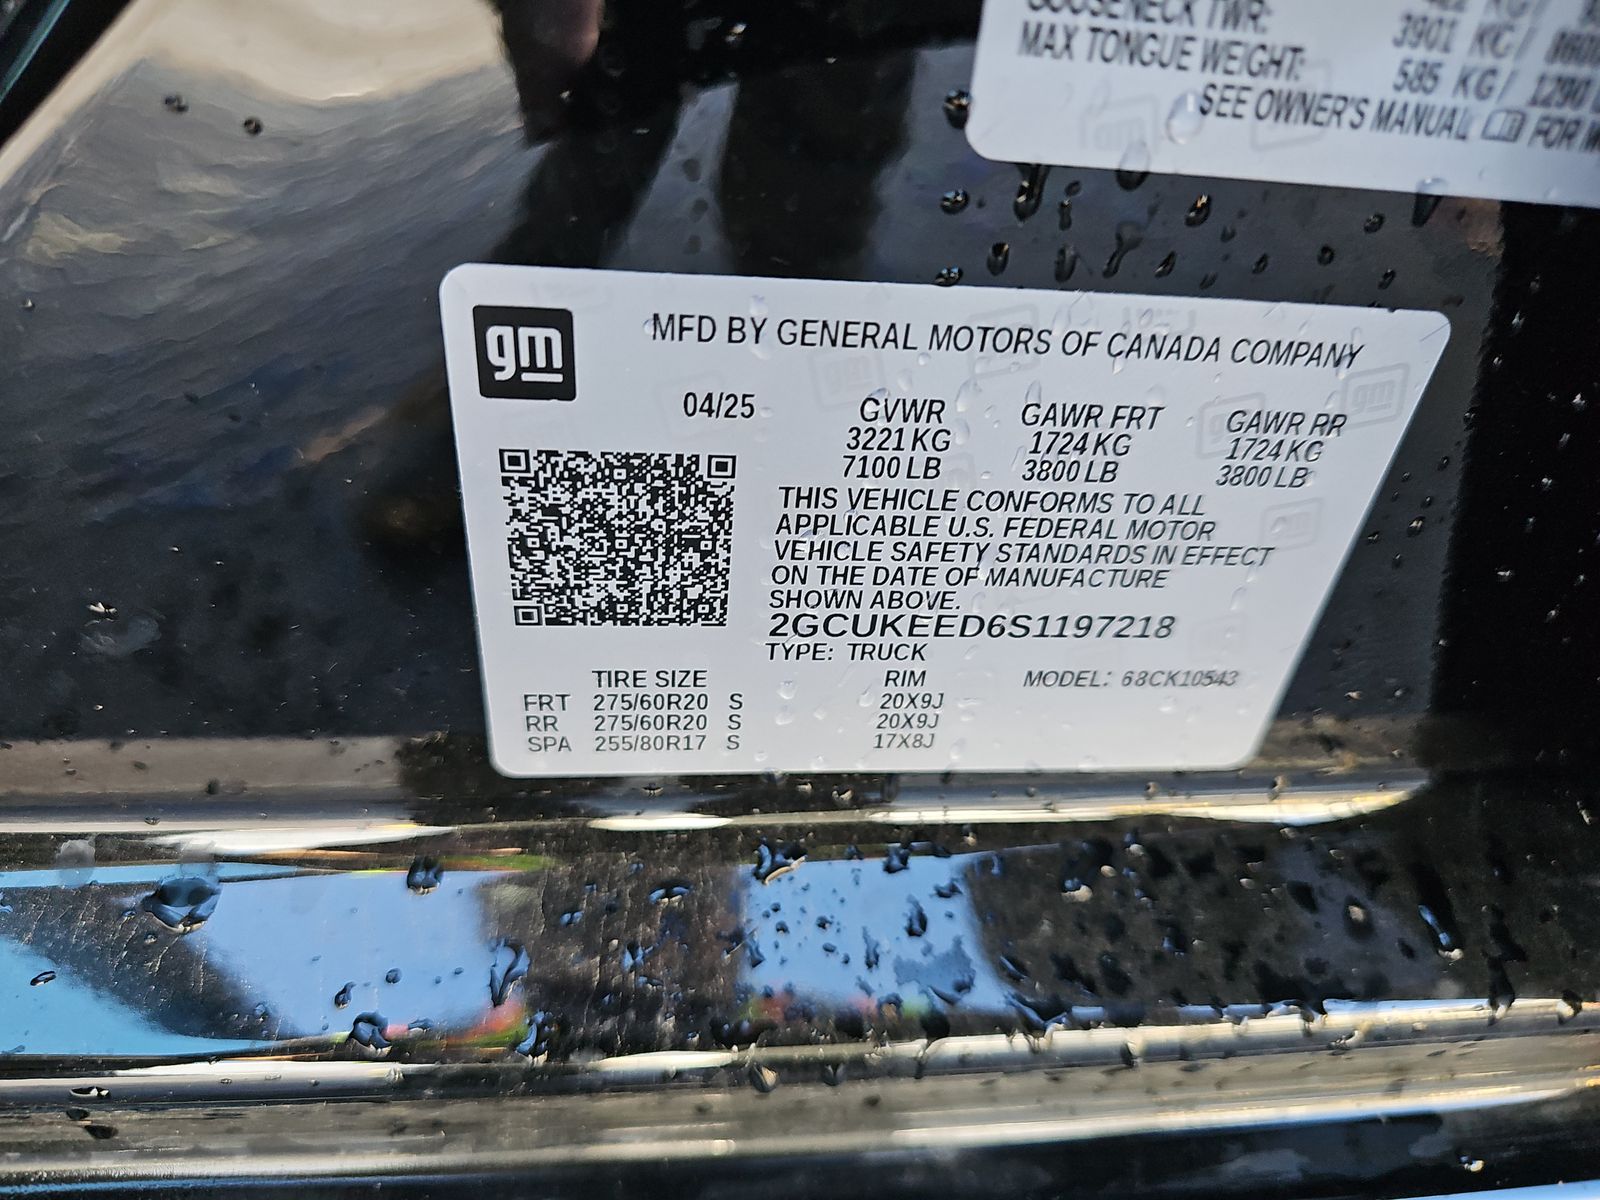 GOOSENECK TWR:
3901 KG /
MAX TONGUE WEIGHT:
585 KG / 1290
SEE OWNER'S MANUAL FOR
gm
MFD BY GENERAL MOTORS OF CANADA COMPANY
04/25 GVWR GAWR FRT GAWR RR
3221 KG 1724 KG 1724 KG
7100 LB 3800 LB 3800 LB
THIS VEHICLE CONFORMS TO ALL
APPLICABLE U.S. FEDERAL MOTOR
VEHICLE SAFETY STANDARDS IN EFFECT
ON THE DATE OF MANUFACTURE
SHOWN ABOVE.
2GCUKEED6S1197218
TYPE: TRUCK
TIRE SIZE RIM MODEL: 68CK10543
FRT 275/60R20 S 20X9J
RR 275/60R20 S 20X9J
SPA 255/80R17 S 17X8J